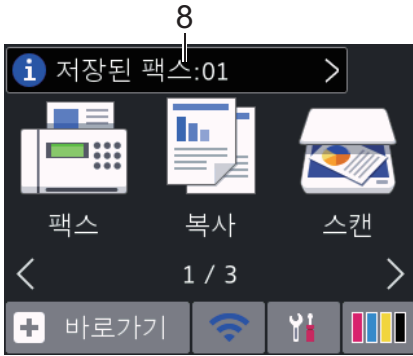 8
저장된 팩스:01
팩스 복사 스캔
1 / 3
바로가기